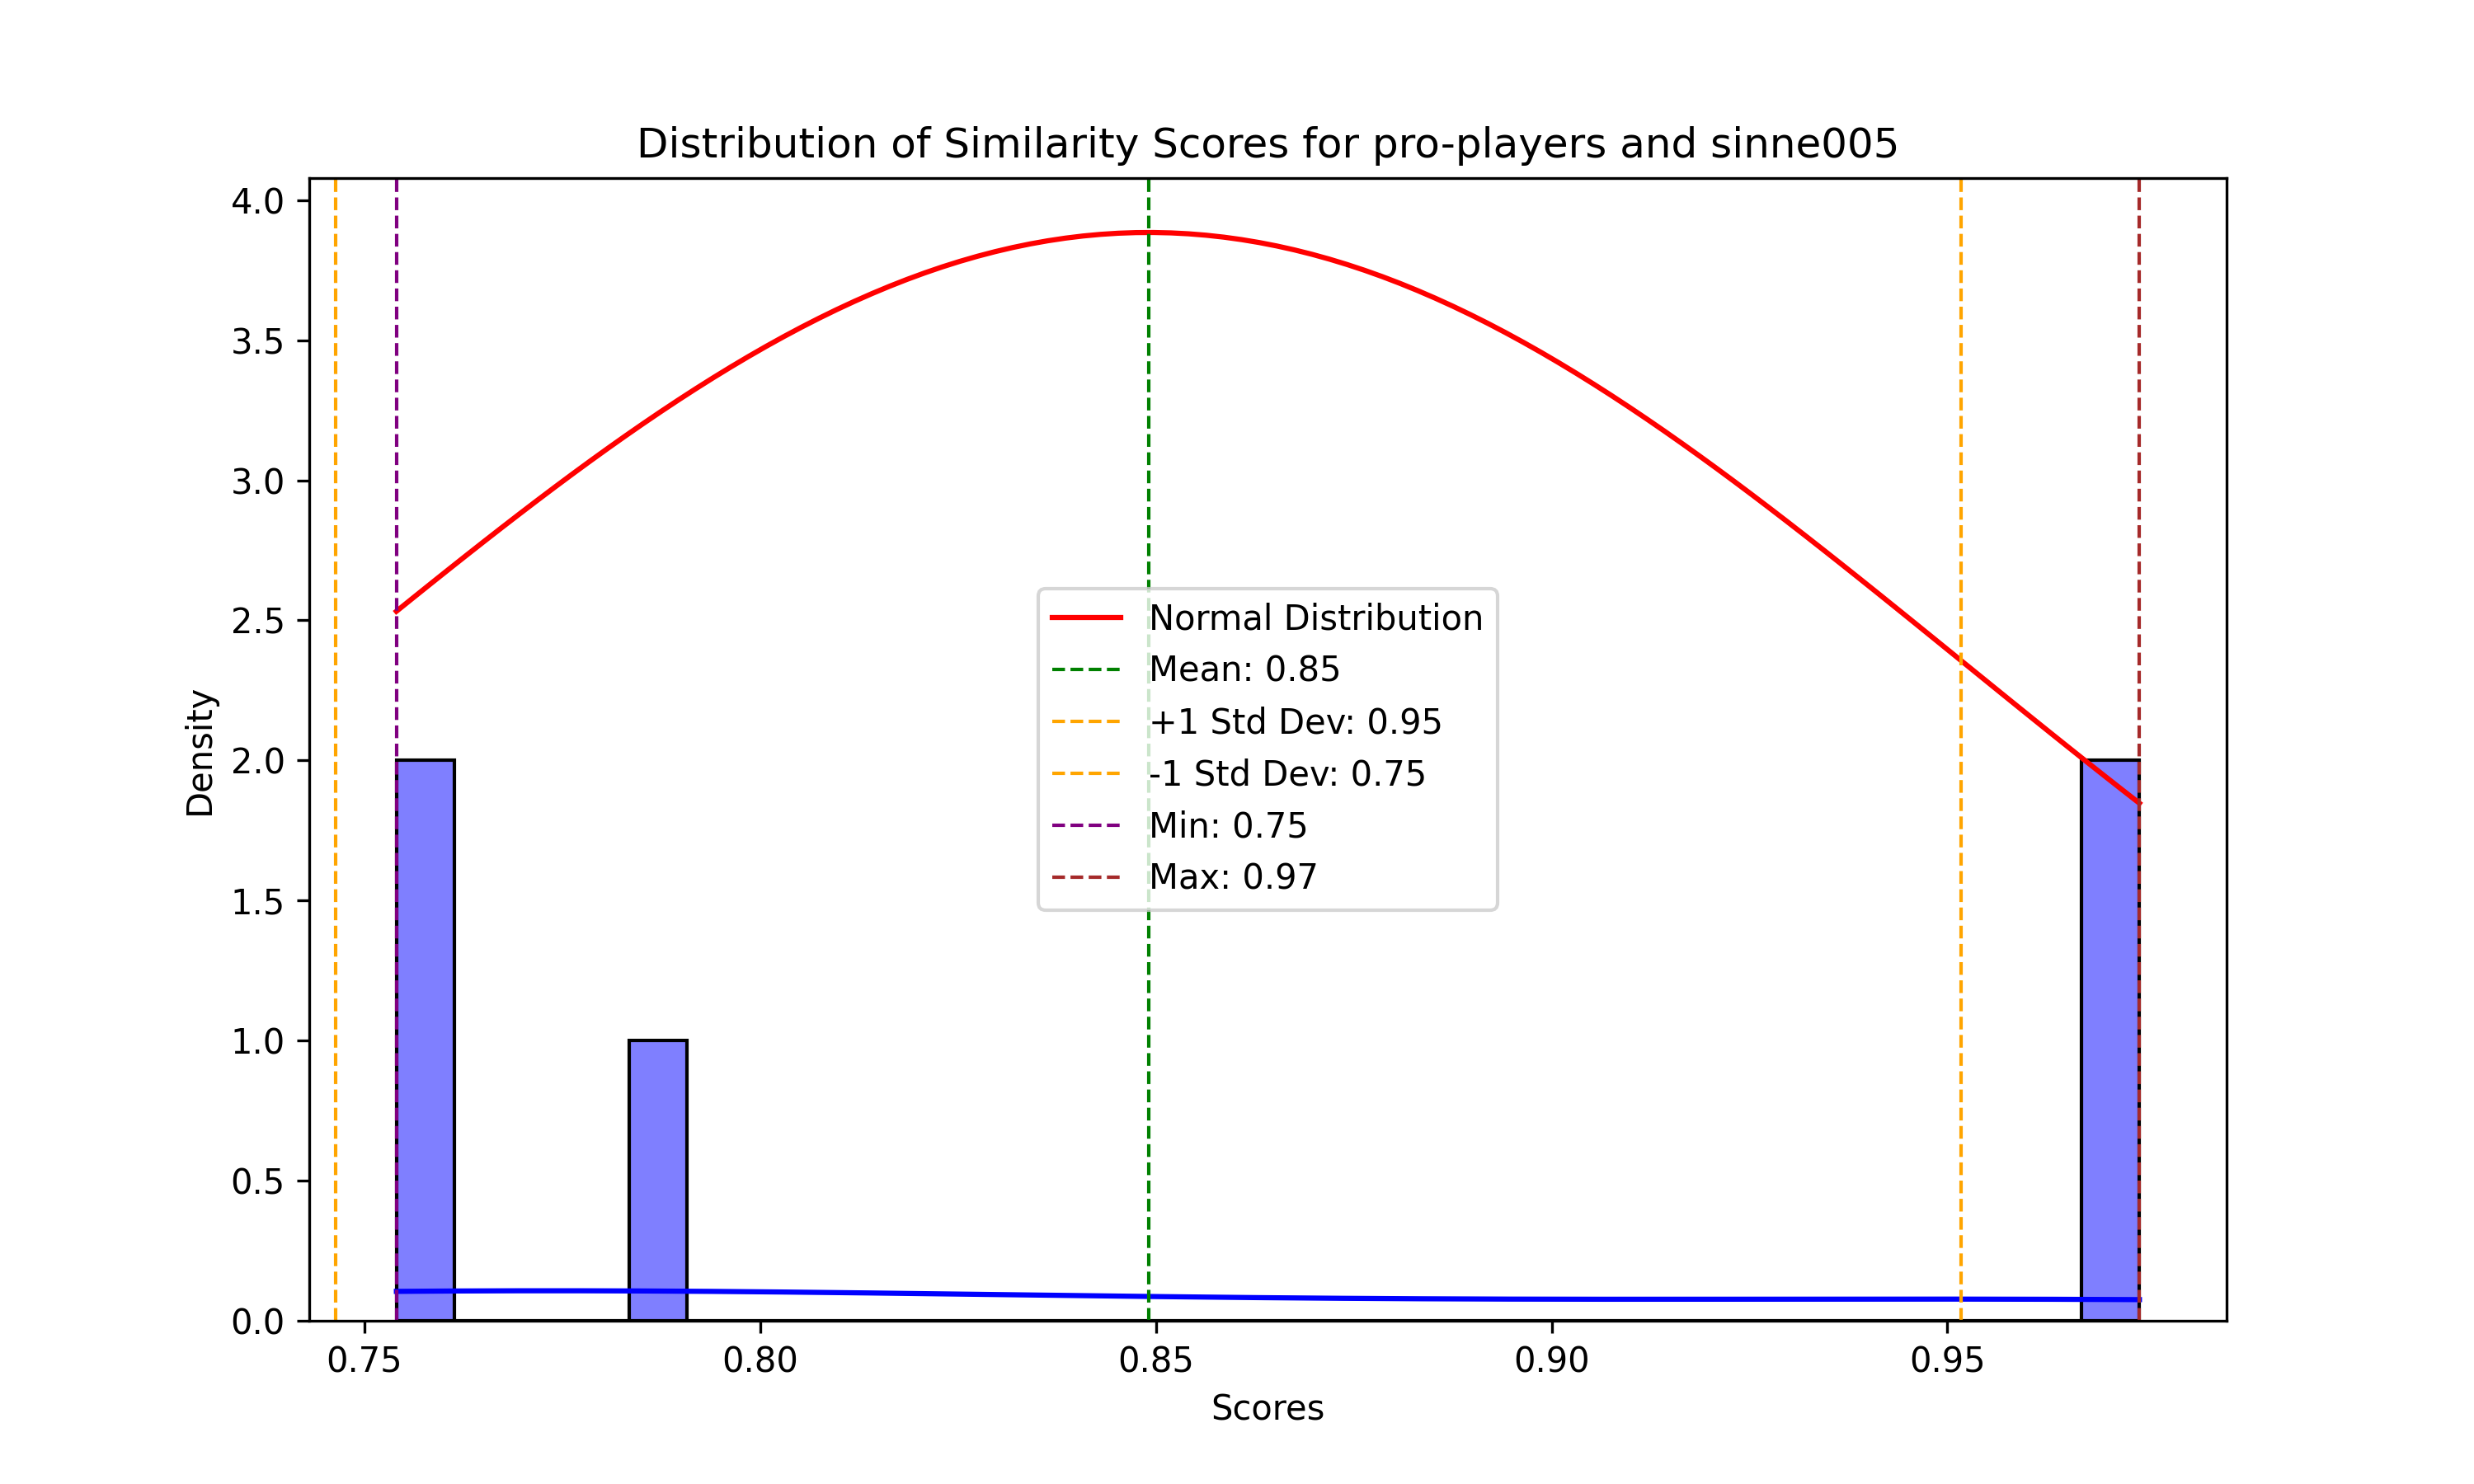 Distribution of Similarity Scores for pro-players and sinne005
4.0
3.5
3.0
2.5
2.0
1.5
1.0
0.5
0.0
Density
Normal Distribution
Mean: 0.85
+1 Std Dev: 0.95
-1 Std Dev: 0.75
Min: 0.75
Max: 0.97
0.75 0.80 0.85 0.90 0.95
Scores